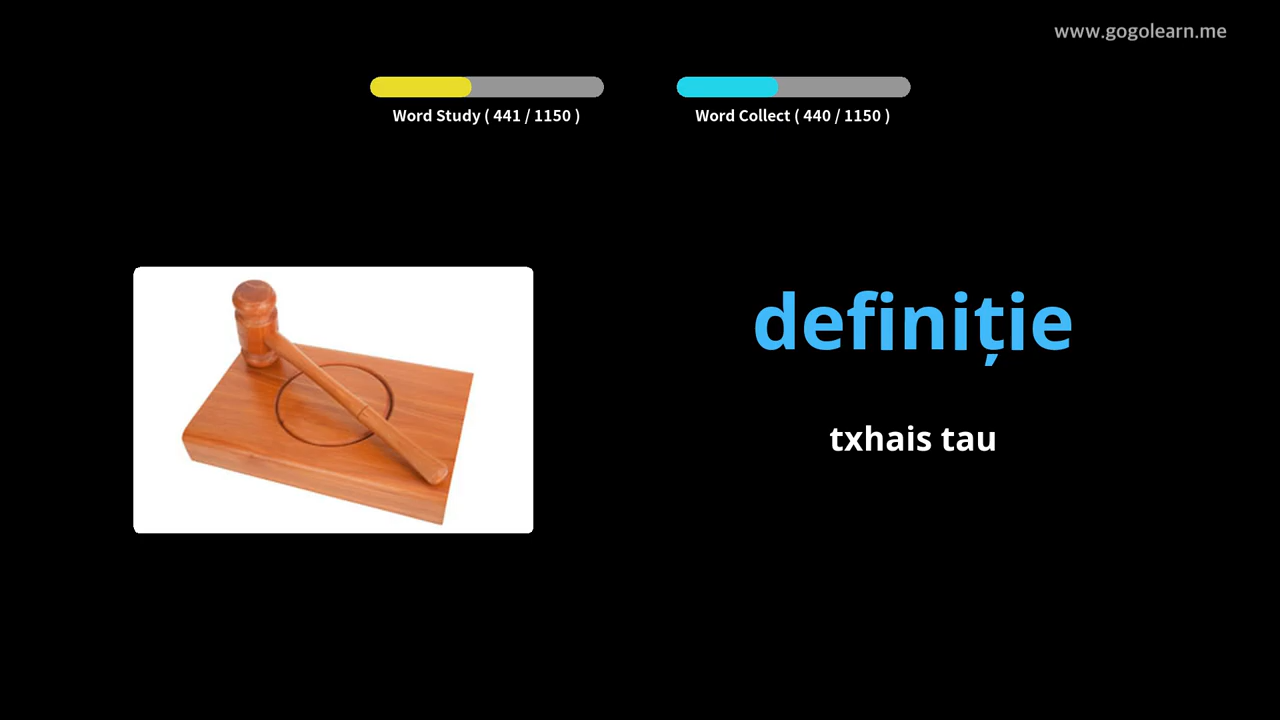 www.gogolearn.me
Word Study ( 441 / 1150 )
Word Collect ( 440 / 1150 )
definiție
txhais tau